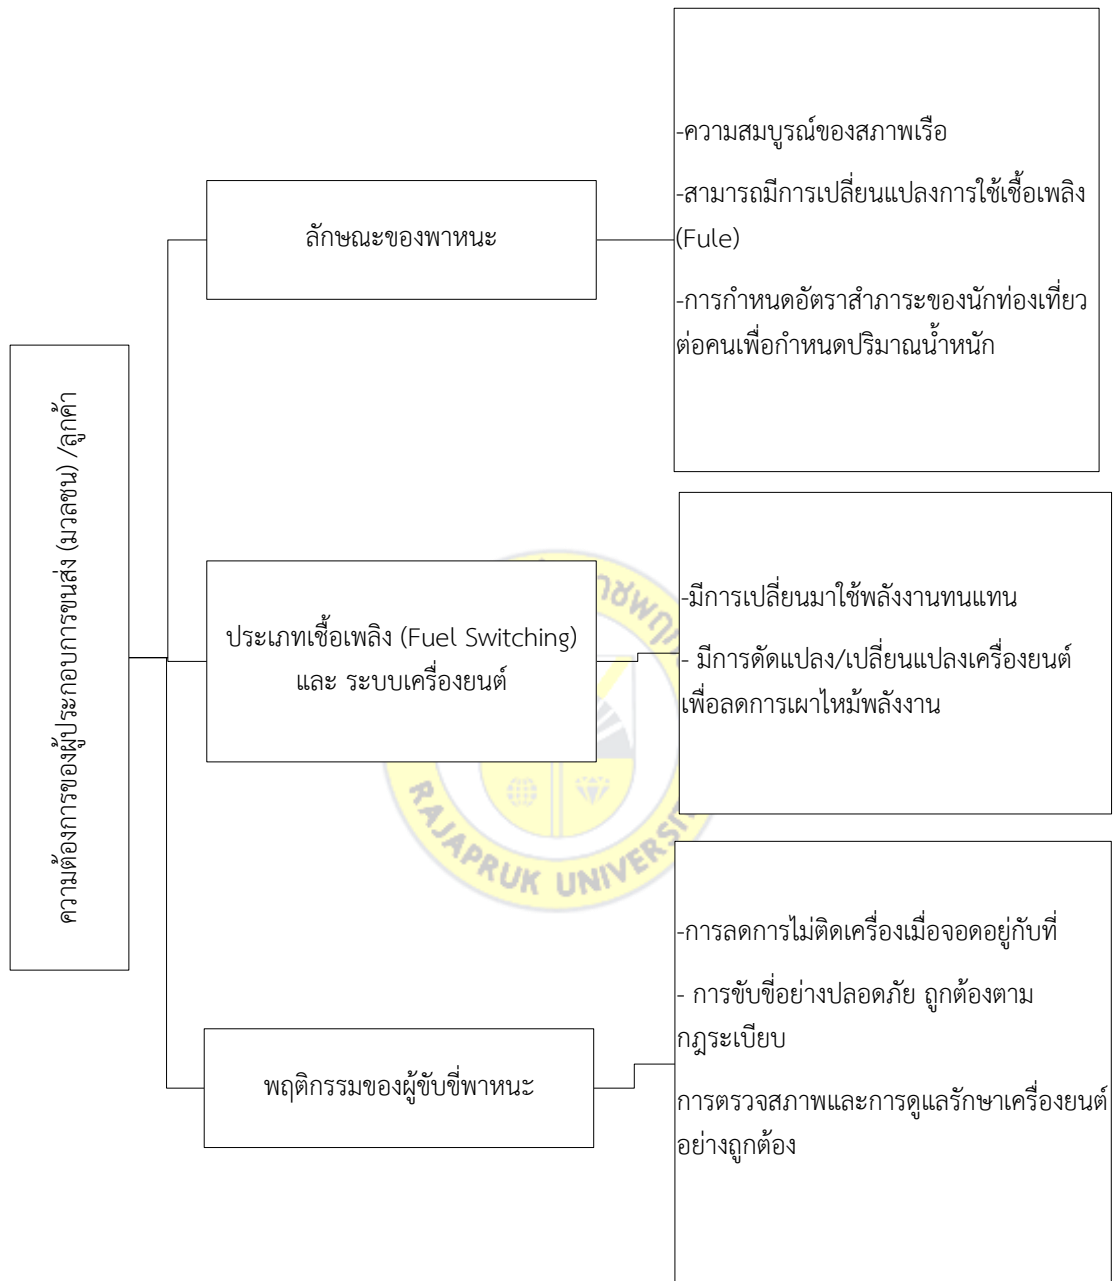 ความต้องการของผู้ประกอบการขนส่ง (มวลชน) /ลูกค้า
ลักษณะของพาหนะ
-ความสมบูรณ์ของสภาพเรือ
-สามารถมีการเปลี่ยนแปลงการใช้เชื้อเพลิง
(Fule)
-การกำหนดอัตราสำภาระของนักท่องเที่ยว
ต่อคนเพื่อกำหนดปริมาณน้ำหนัก
ประเภทเชื้อเพลิง (Fuel Switching)
และ ระบบเครื่องยนต์
-มีการเปลี่ยนมาใช้พลังงานทนแทน
- มีการดัดแปลง/เปลี่ยนแปลงเครื่องยนต์
เพื่อลดการเผาไหม้พลังงาน
พฤติกรรมของผู้ขับขี่พาหนะ
-การลดการไม่ติดเครื่องเมื่อจอดอยู่กับที่
- การขับขี่อย่างปลอดภัย ถูกต้องตาม
กฎระเบียบ
การตรวจสภาพและการดูแลรักษาเครื่องยนต์
อย่างถูกต้อง
RAJAPRUK